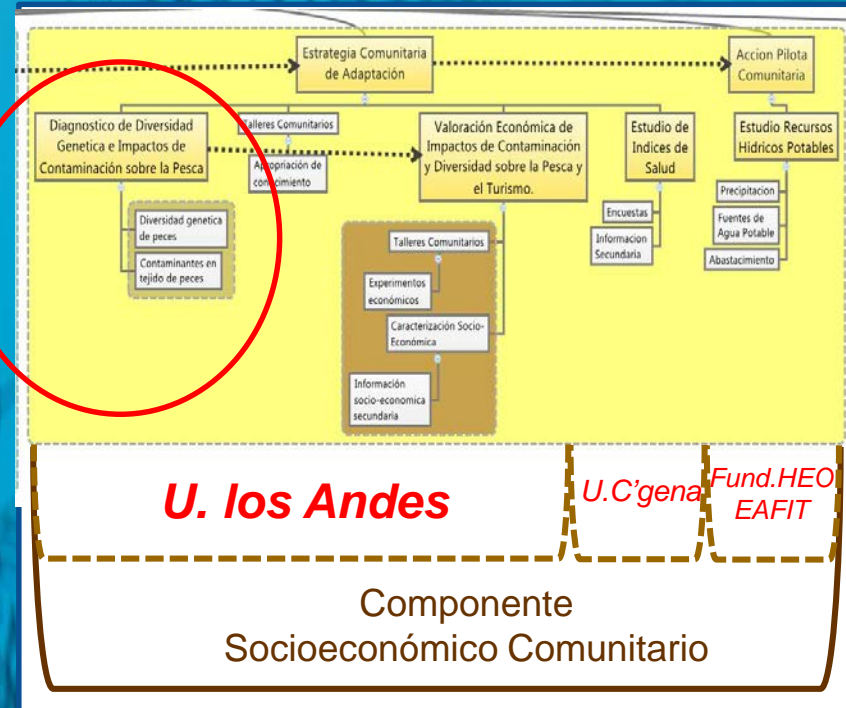 Estrategia Comunitaria
de Adaptación
Accion Pilota
Comunitaria
Diagnostico de Diversidad
Genetica e Impactos de
Contaminación sobre la Pesca
Talleres Comunitarios
Apropriación de
conocimiento
Valoración Económica de
Impactos de Contaminación
y Diversidad sobre la Pesca y
el Turismo.
Estudio de
Indices de
Salud
Estudio Recursos
Hidricos Potables
Diversidad genetica
de peces
Contaminantes en
tejido de peces
Talleres Comunitarios
Experimentos
económicos
Caracterización Socio-
Económica
Información
socio-economica
secundaria
Encuestas
Informacion
Secundaria
Precipitacion
Fuentes de
Agua Potable
Abastacimiento
U. los Andes
U.C'gena
Fund.HEO
EAFIT
Componente
Socioeconómico Comunitario